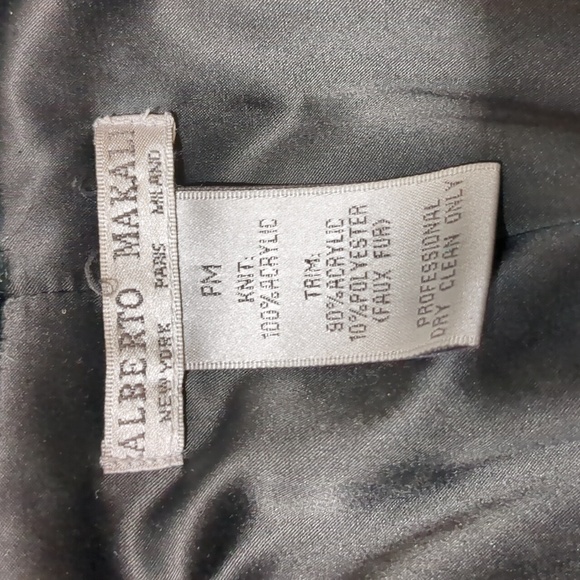 ALBERTO MAKALI
NEW YORK PARIS MILANO
PM
KNIT:
100%ACRYLIC
TRIM:
90%ACRYLIC
10%POLYESTER
(FAUX FUR)
PROFESSIONAL
DRY CLEAN ONLY